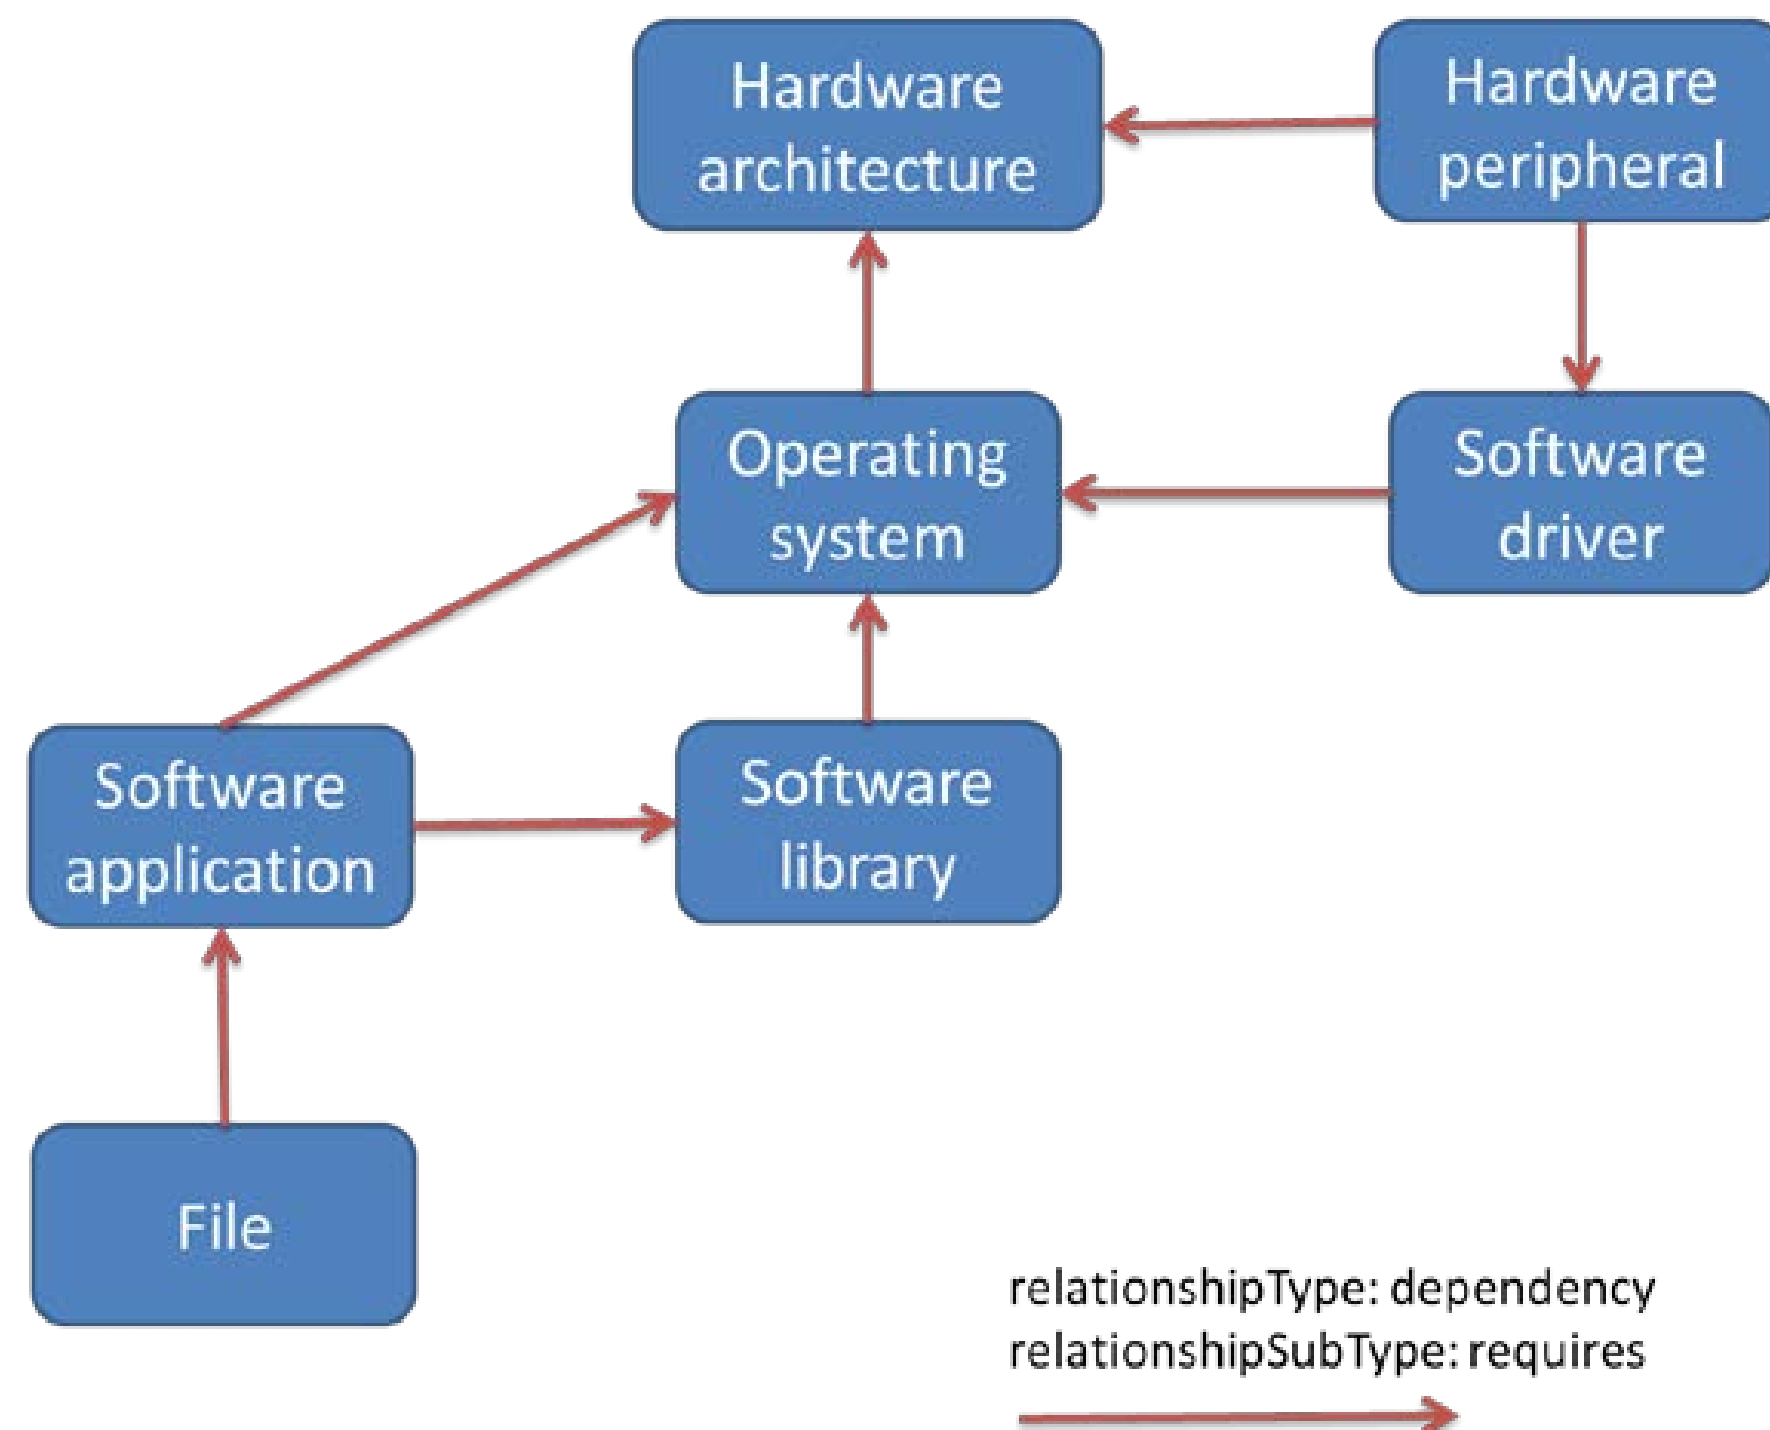 Hardware
architecture
Hardware
peripheral
Operating
system
Software
driver
Software
application
Software
library
File
relationshipType: dependency
relationshipSubType: requires